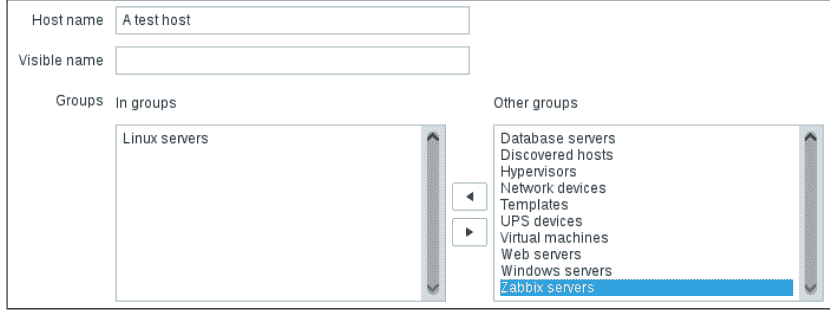 Host name A test host
Visible name
Groups In groups Other groups
Linux servers
Database servers
Discovered hosts
Hypervisors
Network devices
Templates
UPS devices
Virtual machines
Web servers
Windows servers
Zabbix servers